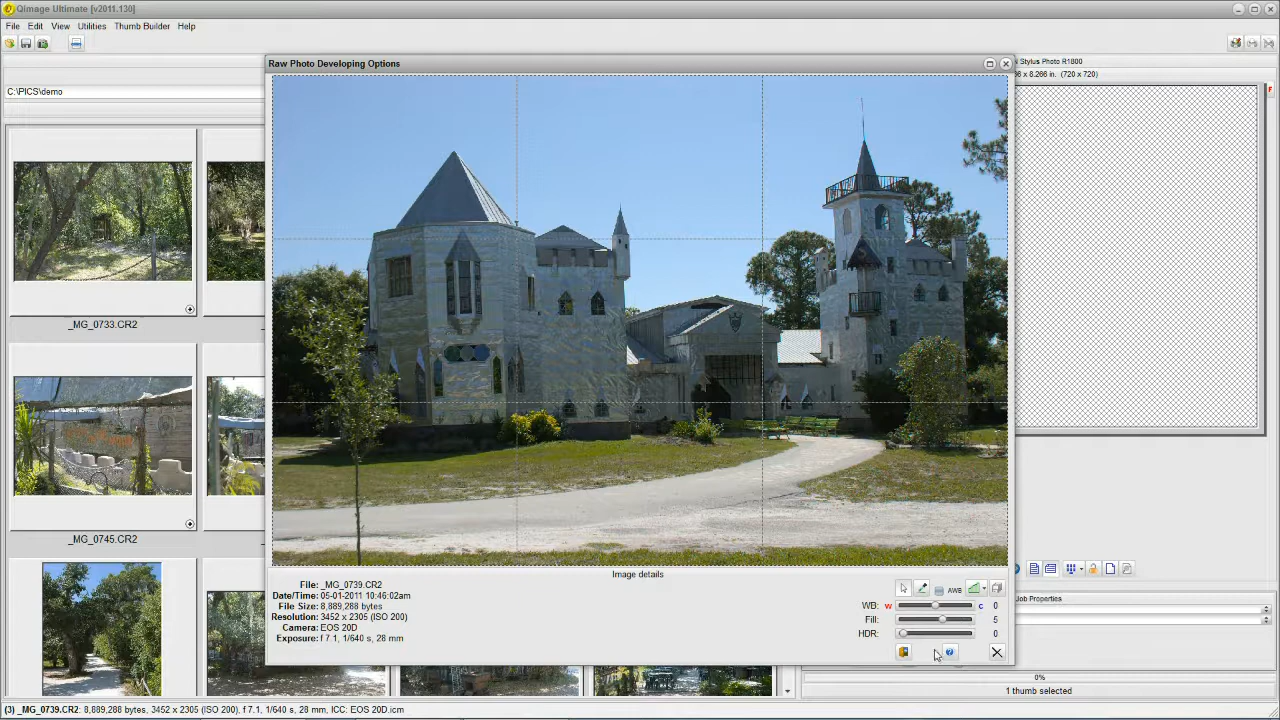 Qimage Ultimate [v2011.130]
File Edit View Utilities Thumb Builder Help
Raw Photo Developing Options
Stylus Photo R1800
x 8.266 in. (720 x 720)
C:\PICS\demo
F
_MG_0733.CR2
_MG_0745.CR2
Image details
File: _MG_0739.CR2
Date/Time: 05-01-2011 10:46:02am
File Size: 8,889,288 bytes
Resolution: 3452 x 2305 (ISO 200)
Camera: EOS 20D
Exposure: f 7.1, 1/640 s, 28 mm
AWB
WB: W C 0
Fill: 5
HDR: 0
Job Properties
0%
1 thumb selected
(3) _MG_0739.CR2: 8,889,288 bytes, 3452 x 2305 (ISO 200), f 7.1, 1/640 s, 28 mm, ICC: EOS 20D.icm